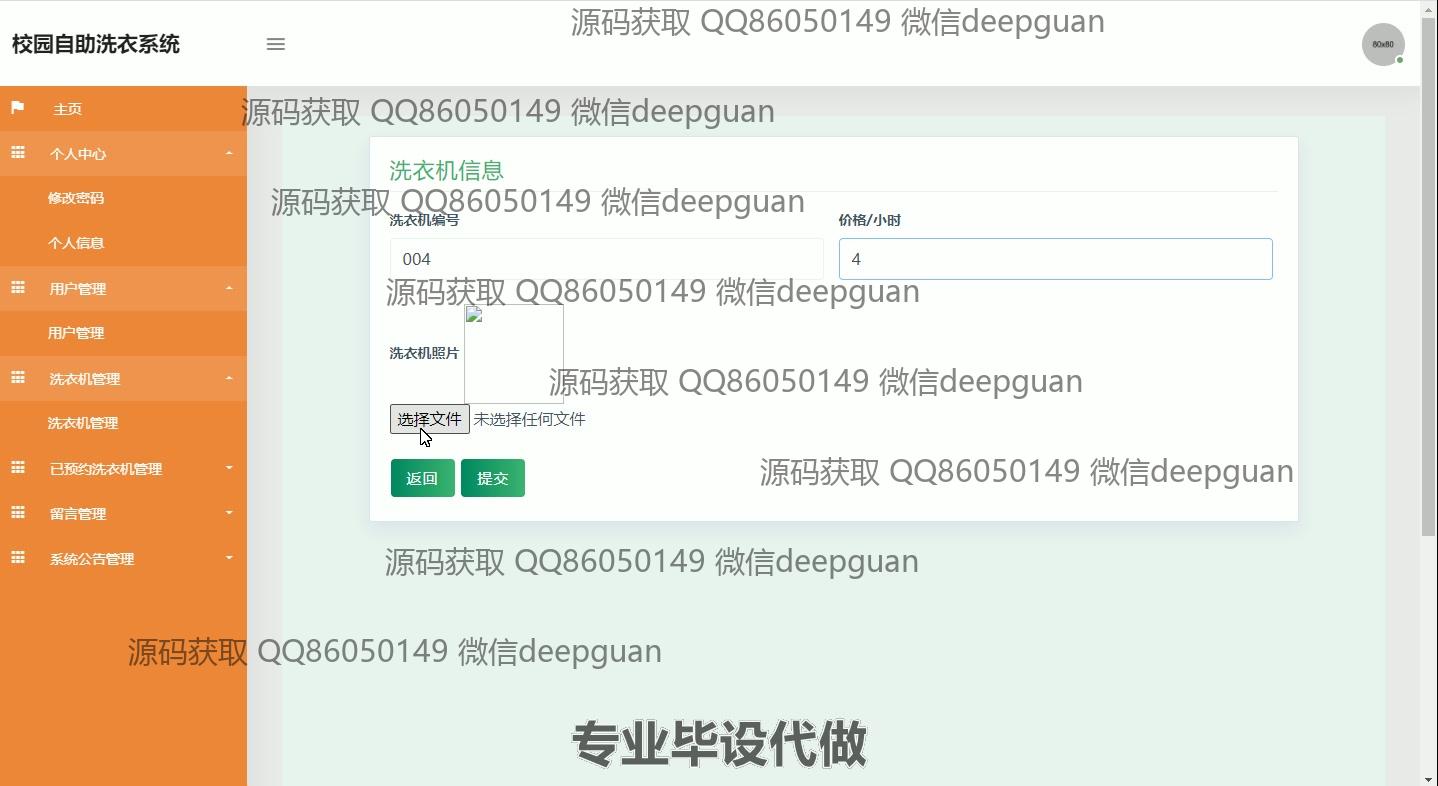 源码获取 QQ86050149 微信deepguan
校园自助洗衣系统
80x80
主页
源码获取 QQ86050149 微信deepguan
个人中心
洗衣机信息
修改密码
源码获取 QQ86050149 微信deepguan
洗衣机编号
价格/小时
个人信息
004
4
用户管理
源码获取 QQ86050149 微信deepguan
用户管理
洗衣机照片
洗衣机管理
源码获取 QQ86050149 微信deepguan
选择文件 未选择任何文件
洗衣机管理
已预约洗衣机管理
返回
提交
源码获取 QQ86050149 微信deepguan
留言管理
系统公告管理
源码获取 QQ86050149 微信deepguan
源码获取 QQ86050149 微信deepguan
专业毕设代做